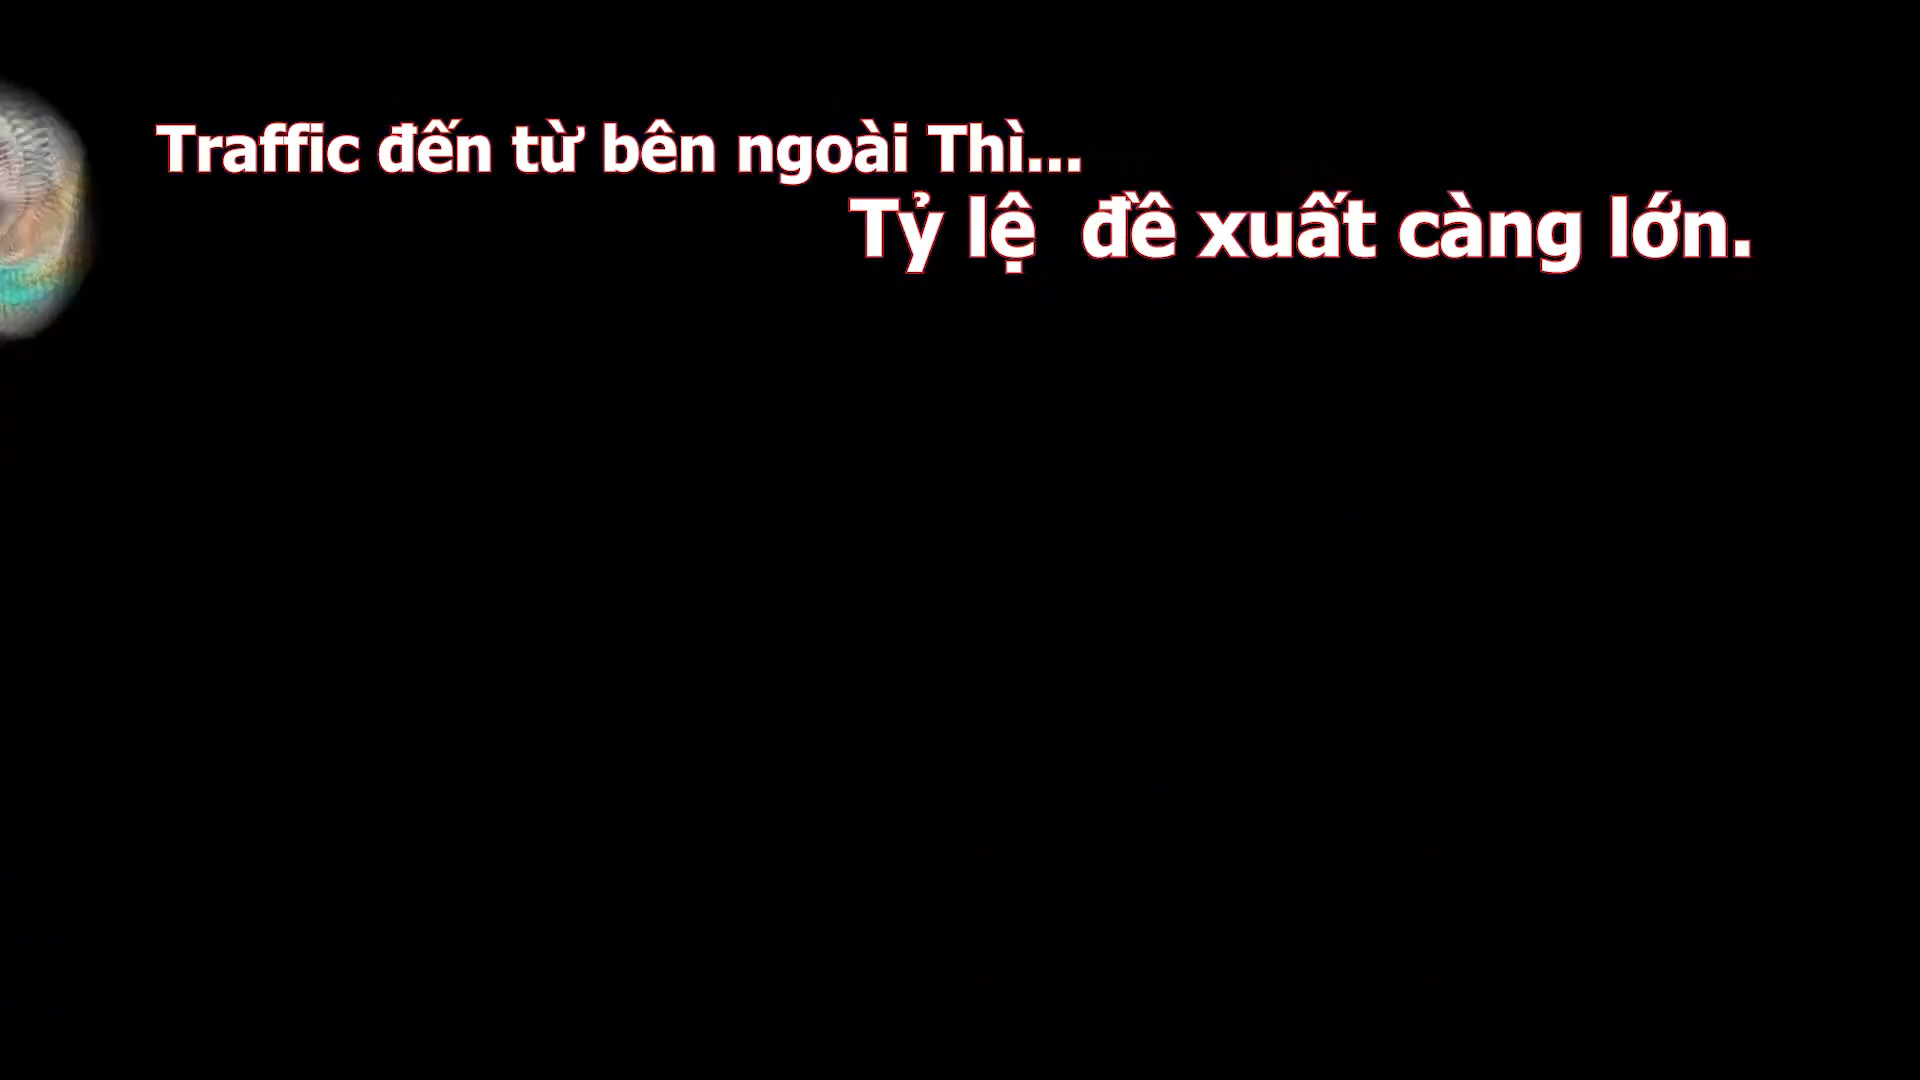 Traffic đến từ bên ngoài Thì...
Tỷ lệ đề xuất càng lớn.